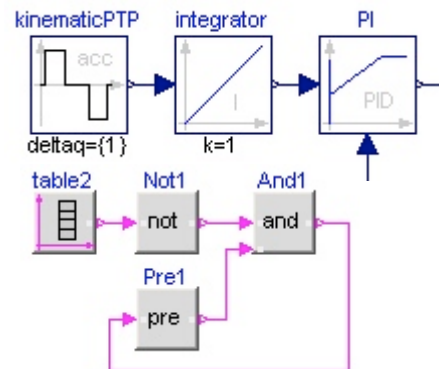 kinematicPTP integrator PI
acc I PID
deltaq={1} k=1
table2 Not1 And1
not and
Pre1
pre